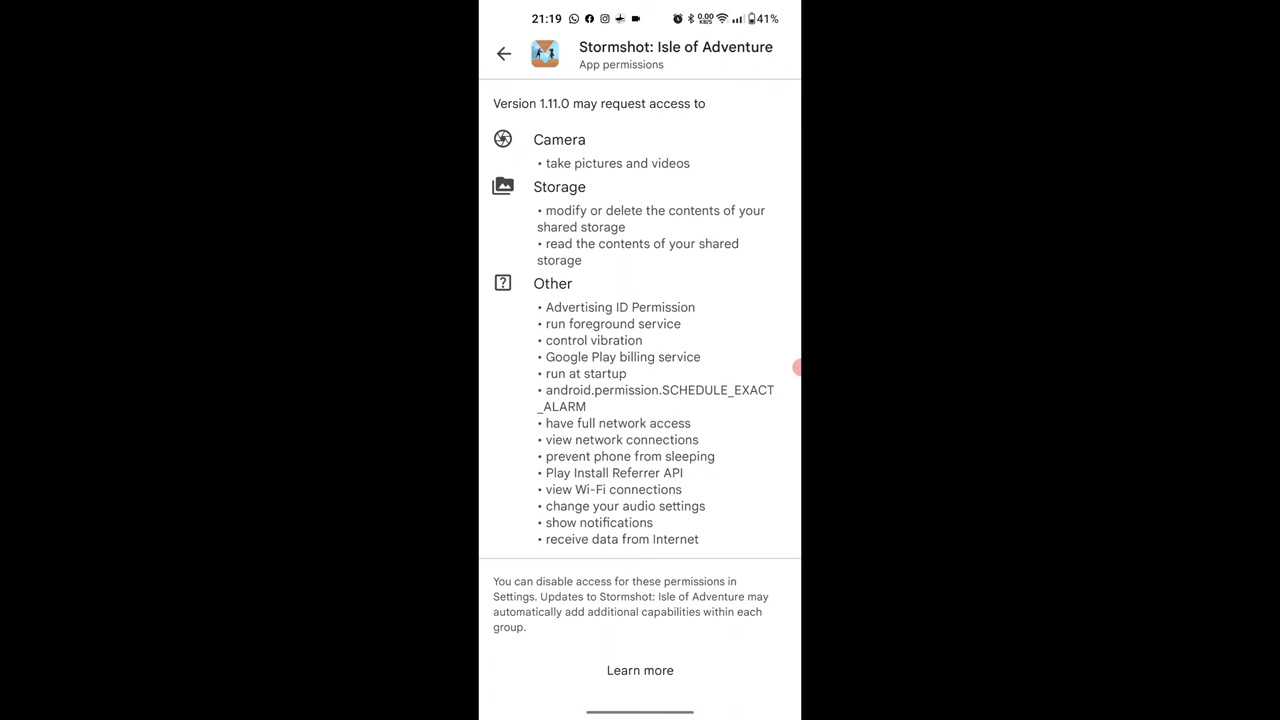 21:19 0.00 KB/S 41%
Stormshot: Isle of Adventure
App permissions
Version 1.11.0 may request access to
Camera
• take pictures and videos
Storage
• modify or delete the contents of your
shared storage
• read the contents of your shared
storage
Other
• Advertising ID Permission
• run foreground service
• control vibration
• Google Play billing service
• run at startup
• android.permission.SCHEDULE_EXACT
_ALARM
• have full network access
• view network connections
• prevent phone from sleeping
• Play Install Referrer API
• view Wi-Fi connections
• change your audio settings
• show notifications
• receive data from Internet
You can disable access for these permissions in
Settings. Updates to Stormshot: Isle of Adventure may
automatically add additional capabilities within each
group.
Learn more